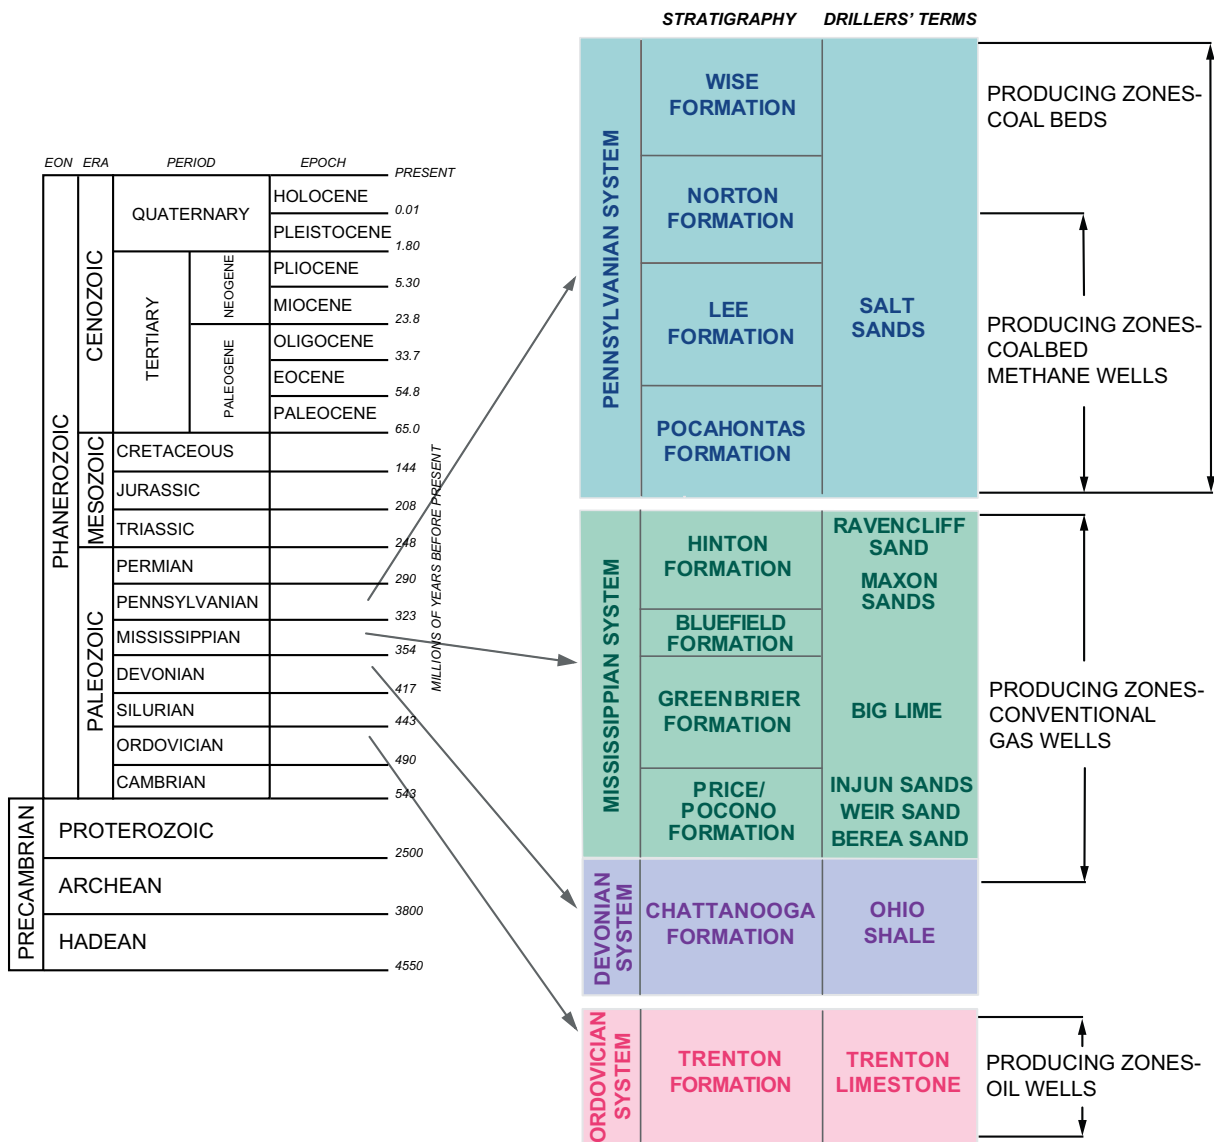 STRATIGRAPHY
DRILLERS' TERMS
EON
ERA
PERIOD
EPOCH
PRESENT
PHANEROZOIC
CENOZOIC
QUATERNARY
HOLOCENE
0.01
PLEISTOCENE
1.80
TERTIARY
NEOGENE
PLIOCENE
5.30
MIOCENE
23.8
PALEOGENE
OLIGOCENE
33.7
EOCENE
54.8
PALEOCENE
65.0
MESOZOIC
CRETACEOUS
144
JURASSIC
208
TRIASSIC
248
PALEOZOIC
PERMIAN
290
PENNSYLVANIAN
323
MISSISSIPPIAN
354
DEVONIAN
417
SILURIAN
443
ORDOVICIAN
490
CAMBRIAN
543
PRECAMBRIAN
PROTEROZOIC
2500
ARCHEAN
3800
HADEAN
4550
MILLIONS OF YEARS BEFORE PRESENT
PENNSYLVANIAN SYSTEM
WISE
FORMATION
NORTON
FORMATION
LEE
FORMATION
POCAHONTAS
FORMATION
SALT
SANDS
PRODUCING ZONES-
COAL BEDS
PRODUCING ZONES-
COALBED
METHANE WELLS
MISSISSIPPIAN SYSTEM
HINTON
FORMATION
BLUEFIELD
FORMATION
GREENBRIER
FORMATION
PRICE/
POCONO
FORMATION
RAVENCLIFF
SAND
MAXON
SANDS
BIG LIME
INJUN SANDS
WEIR SAND
BEREA SAND
PRODUCING ZONES-
CONVENTIONAL
GAS WELLS
DEVONIAN
SYSTEM
CHATTANOOGA
FORMATION
OHIO
SHALE
ORDOVICIAN
SYSTEM
TRENTON
FORMATION
TRENTON
LIMESTONE
PRODUCING ZONES-
OIL WELLS